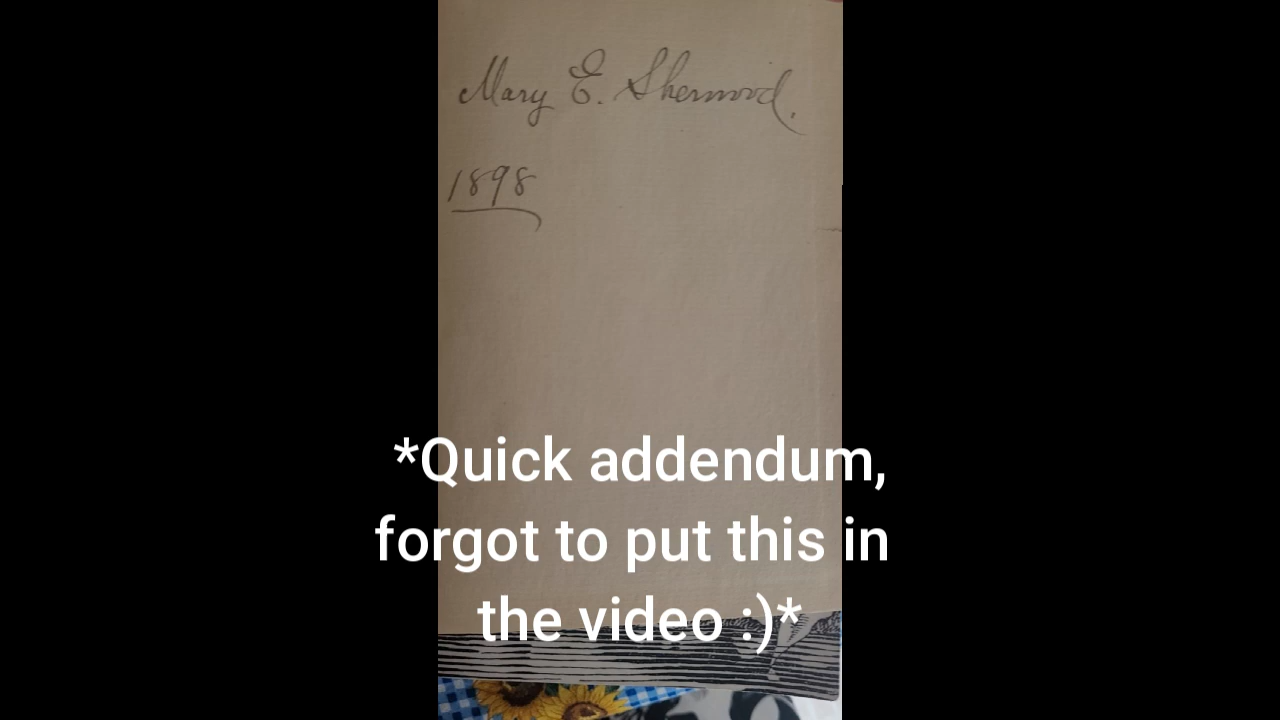 Mary E. Sherwood.
1898
*Quick addendum,
forgot to put this in
the video :)*